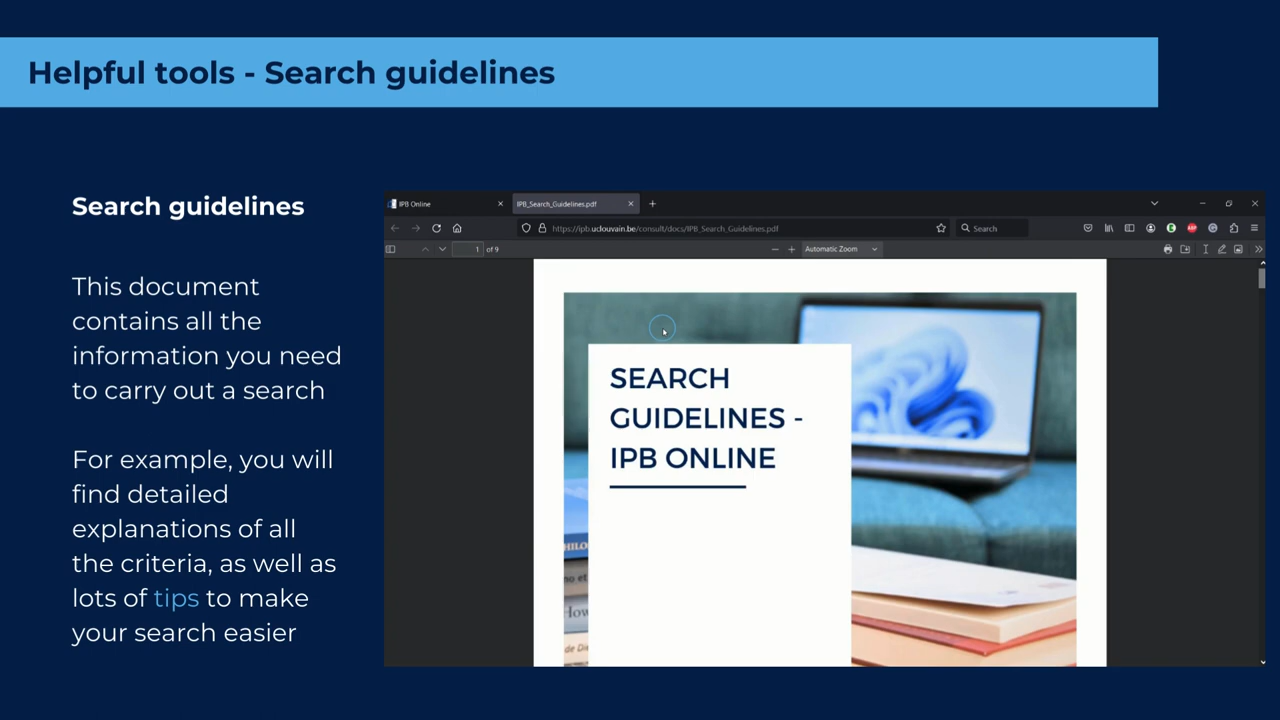 Helpful tools - Search guidelines
Search guidelines
This document
contains all the
information you need
to carry out a search
For example, you will
find detailed
explanations of all
the criteria, as well as
lots of tips to make
your search easier
IPB Online
IPB_Search_Guidelines.pdf
https://ipb.uclouvain.be/consult/docs/IPB_Search_Guidelines.pdf
Search
1 of 9
Automatic Zoom
SEARCH
GUIDELINES -
IPB ONLINE